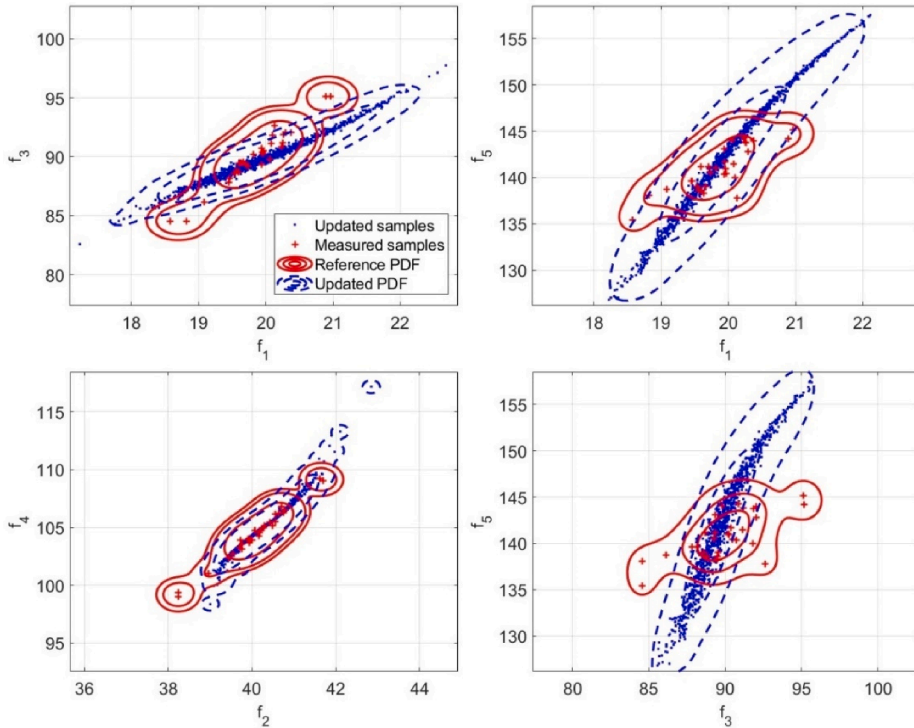 100
95
90
85
80
f3
18 19 20 21 22
f1
Updated samples
Measured samples
Reference PDF
Updated PDF
155
150
145
140
135
130
f5
18 19 20 21 22
f1
115
110
105
100
95
f4
36 38 40 42 44
f2
155
150
145
140
135
130
f5
80 85 90 95 100
f3